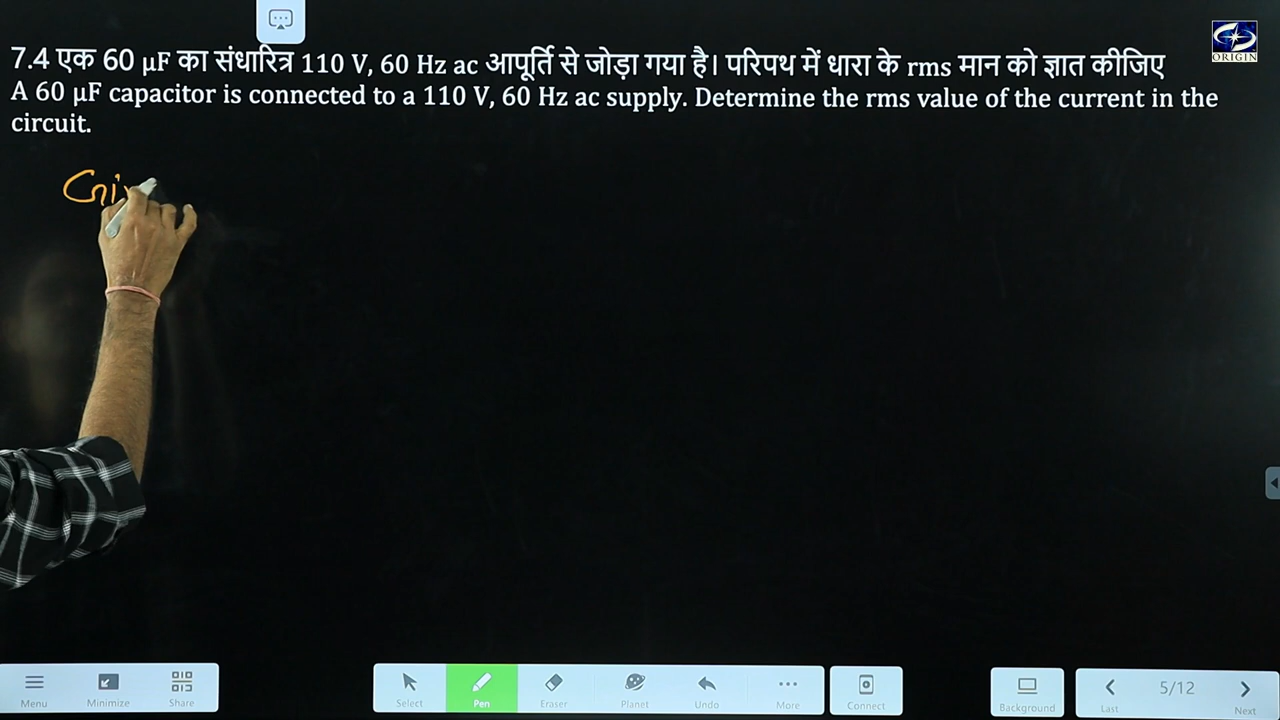 7.4 एक 60 μF का संधारित्र 110 V, 60 Hz ac आपूर्ति से जोड़ा गया है। परिपथ में धारा के rms मान को ज्ञात कीजिए
A 60 μF capacitor is connected to a 110 V, 60 Hz ac supply. Determine the rms value of the current in the
circuit.
ORIGIN
Menu Minimize Share Select Pen Eraser Planet Undo More Connect Background Last 5/12 Next